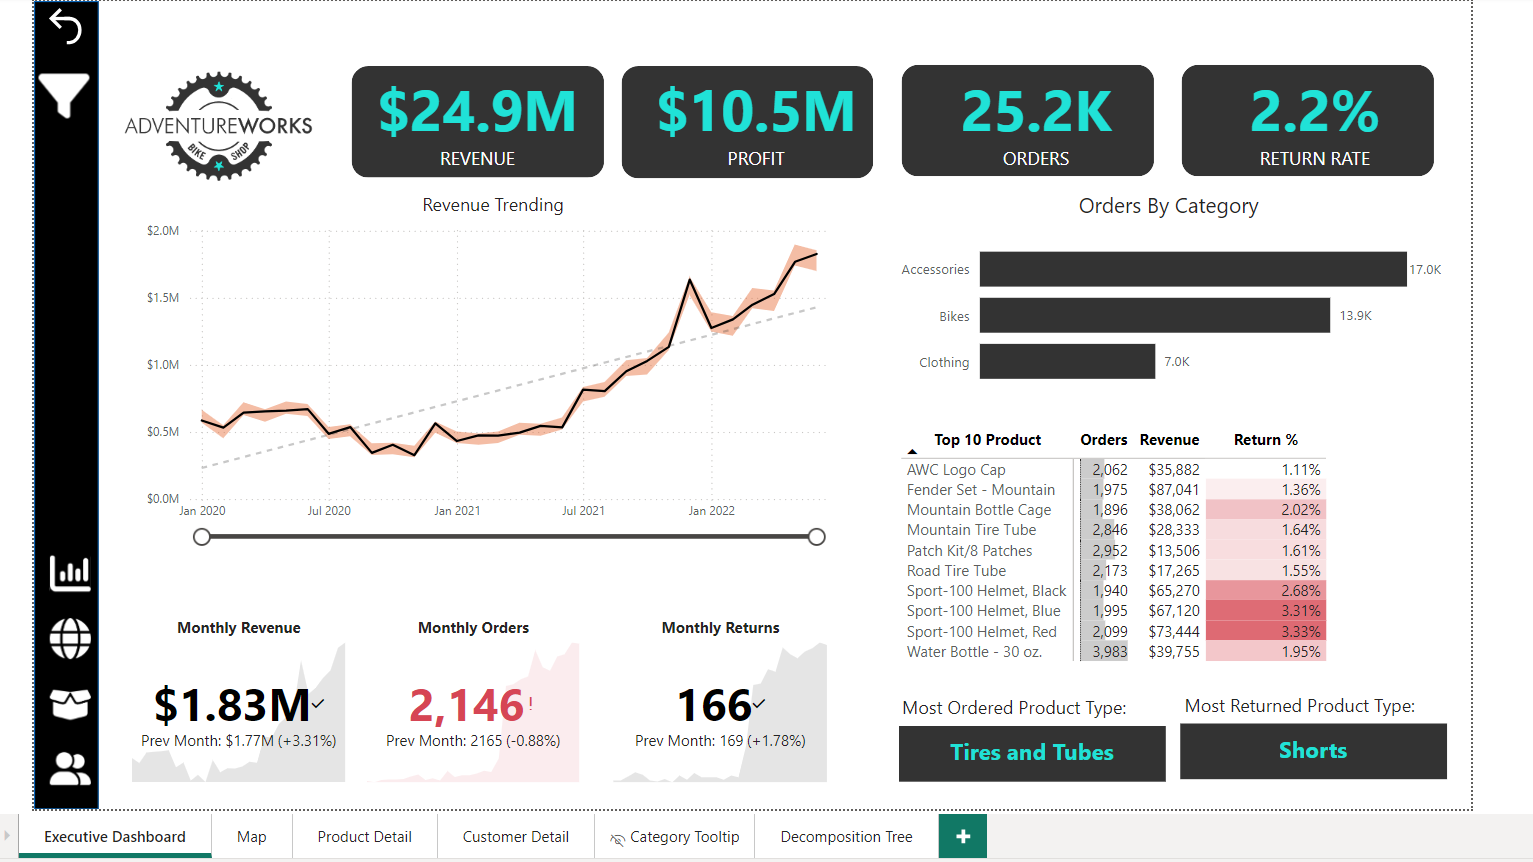 ADVENTUREWORKS
BIKE SHOP
$24.9M
REVENUE
$10.5M
PROFIT
25.2K
ORDERS
2.2%
RETURN RATE
Revenue Trending
$2.0M
$1.5M
$1.0M
$0.5M
$0.0M
Jan 2020 Jul 2020 Jan 2021 Jul 2021 Jan 2022
Orders By Category
Accessories 17.0K
Bikes 13.9K
Clothing 7.0K
Top 10 Product Orders Revenue Return %
AWC Logo Cap 2,062 $35,882 1.11%
Fender Set - Mountain 1,975 $87,041 1.36%
Mountain Bottle Cage 1,896 $38,062 2.02%
Mountain Tire Tube 2,846 $28,333 1.64%
Patch Kit/8 Patches 2,952 $13,506 1.61%
Road Tire Tube 2,173 $17,265 1.55%
Sport-100 Helmet, Black 1,940 $65,270 2.68%
Sport-100 Helmet, Blue 1,995 $67,120 3.31%
Sport-100 Helmet, Red 2,099 $73,444 3.33%
Water Bottle - 30 oz. 3,983 $39,755 1.95%
Monthly Revenue
$1.83M
Prev Month: $1.77M (+3.31%)
Monthly Orders
2,146!
Prev Month: 2165 (-0.88%)
Monthly Returns
166
Prev Month: 169 (+1.78%)
Most Ordered Product Type:
Tires and Tubes
Most Returned Product Type:
Shorts
Executive Dashboard Map Product Detail Customer Detail Category Tooltip Decomposition Tree +